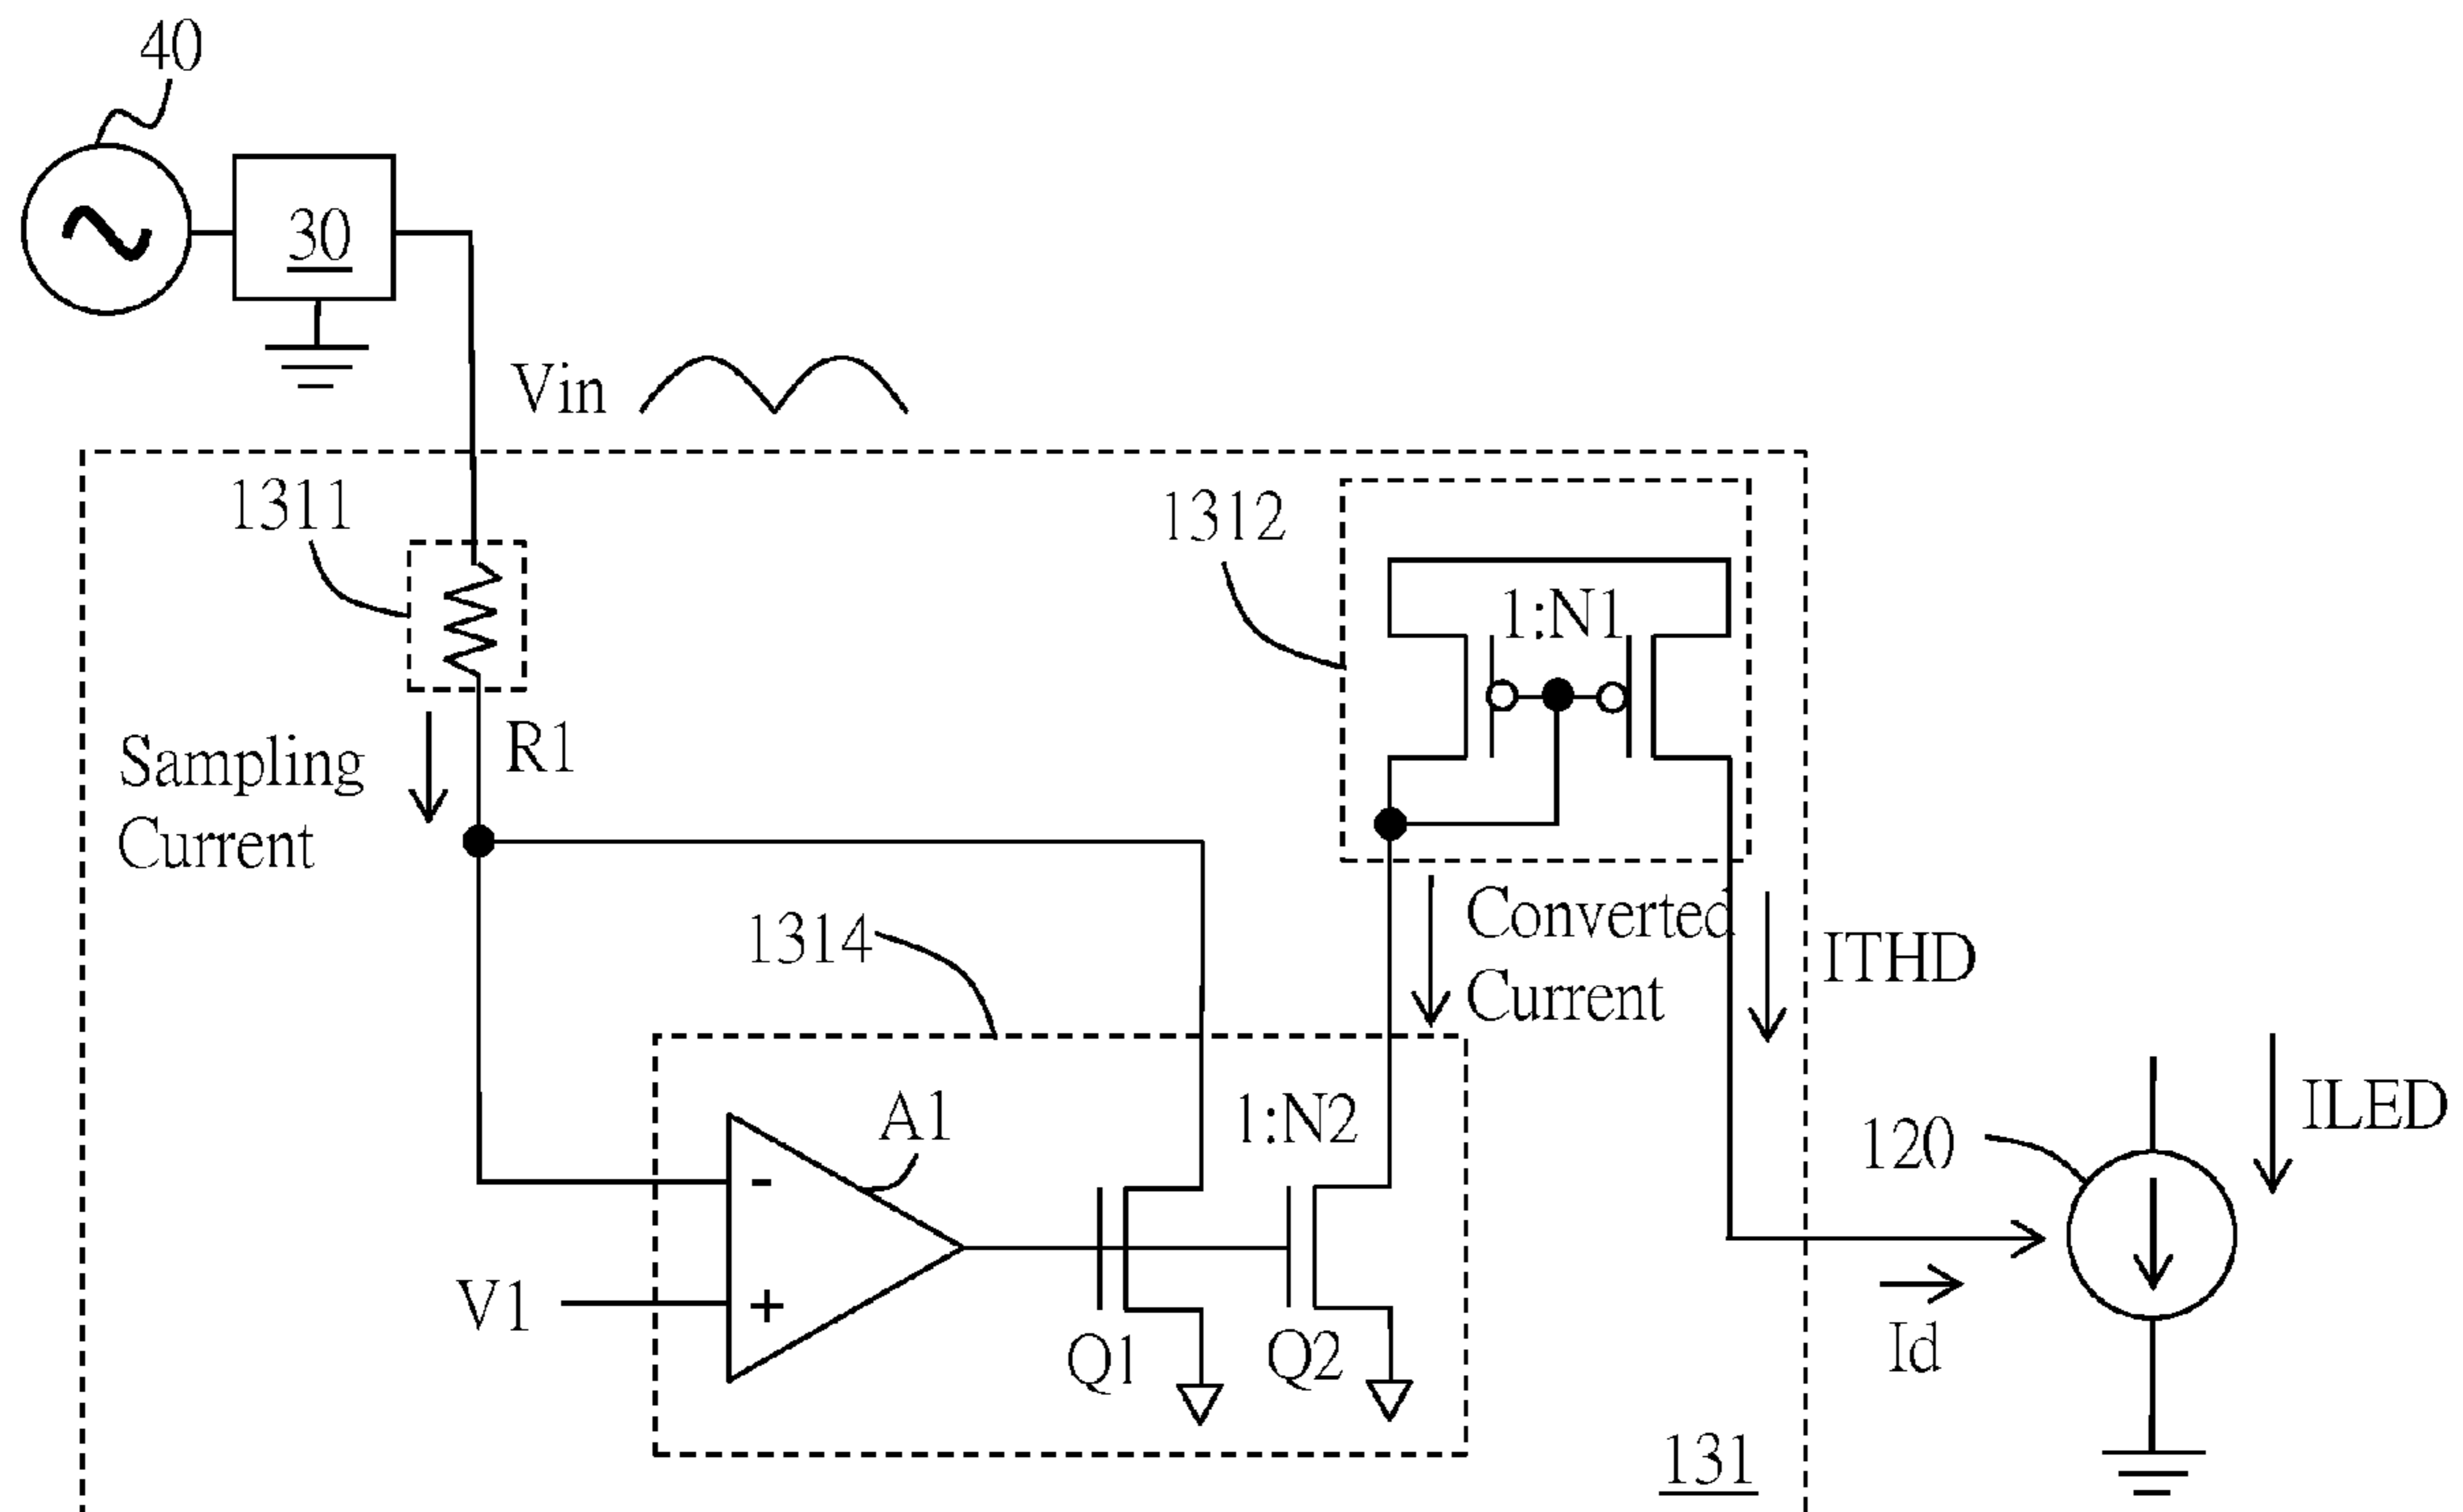 40
30
Vin
1311
1312
1:N1
R1
Sampling
Current
1314
Converted
Current
ITHD
A1
1:N2
120
ILED
-
+
V1
Q1
Q2
Id
131